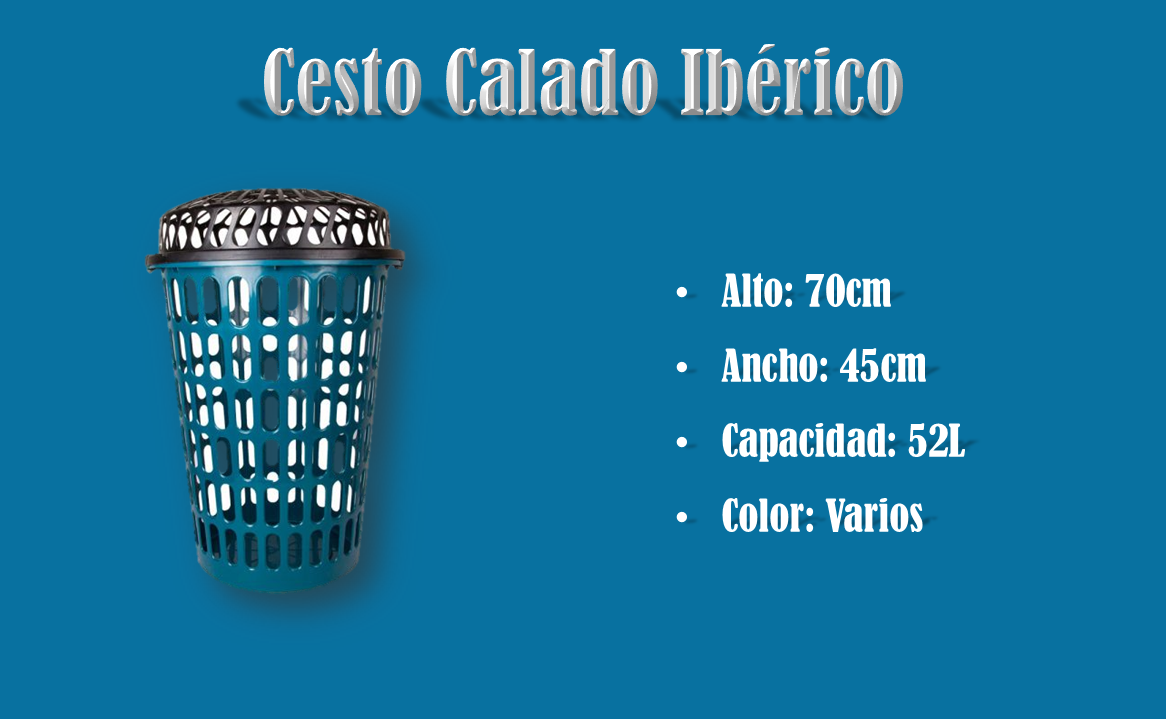 Cesto Calado Ibérico
• Alto: 70cm
• Ancho: 45cm
• Capacidad: 52L
• Color: Varios